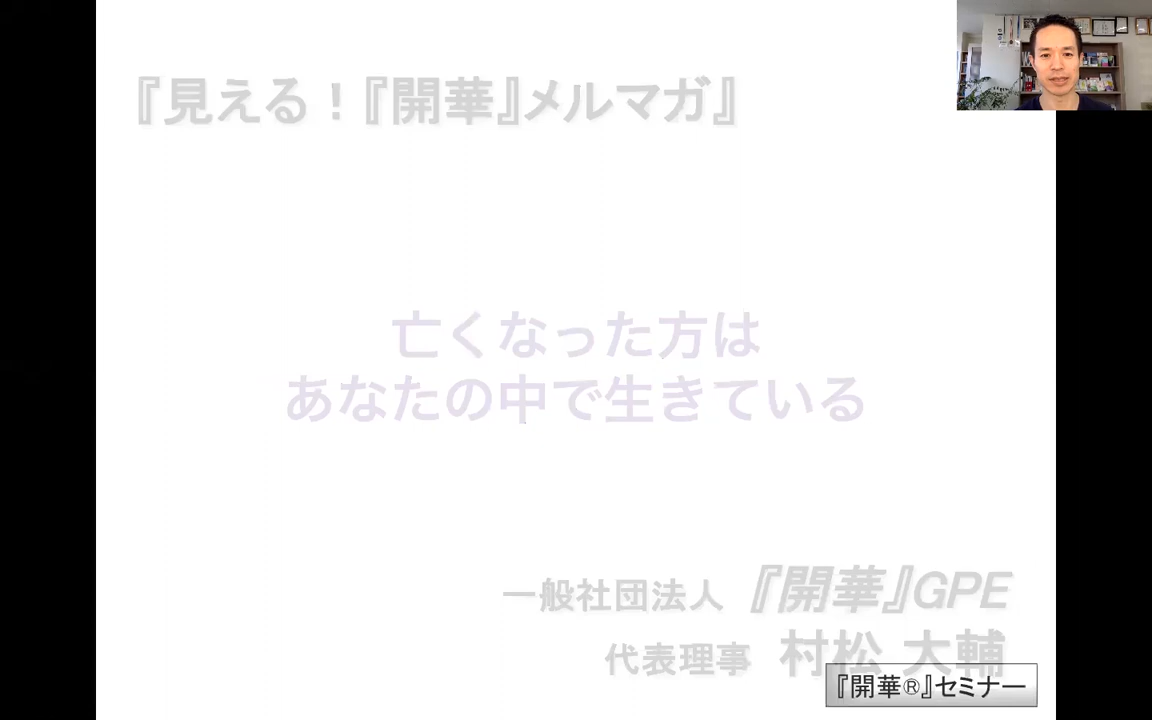 『見える！『開華』メルマガ』
亡くなった方は
あなたの中で生きている
一般社団法人 『開華』GPE
代表理事 村松 大輔
『開華®』セミナー